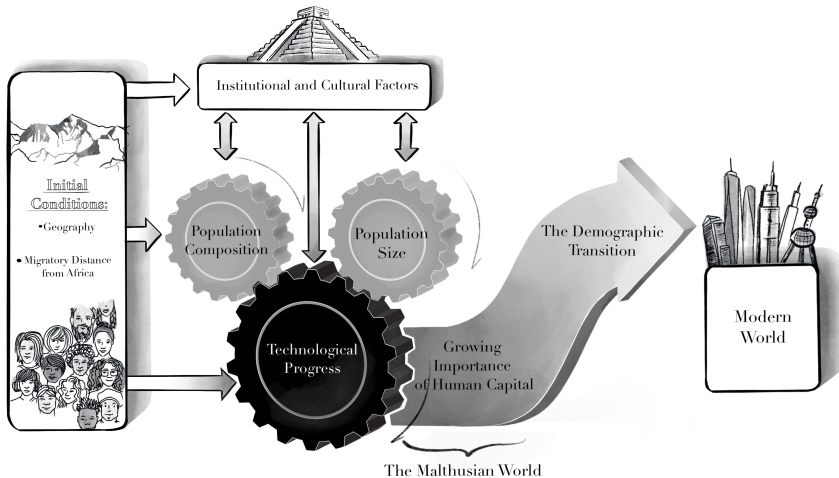 Institutional and Cultural Factors
Initial
Conditions:
•Geography
• Migratory Distance
from Africa
Population
Composition
Population
Size
Technological
Progress
Growing
Importance
of Human Capital
The Demographic
Transition
Modern
World
The Malthusian World